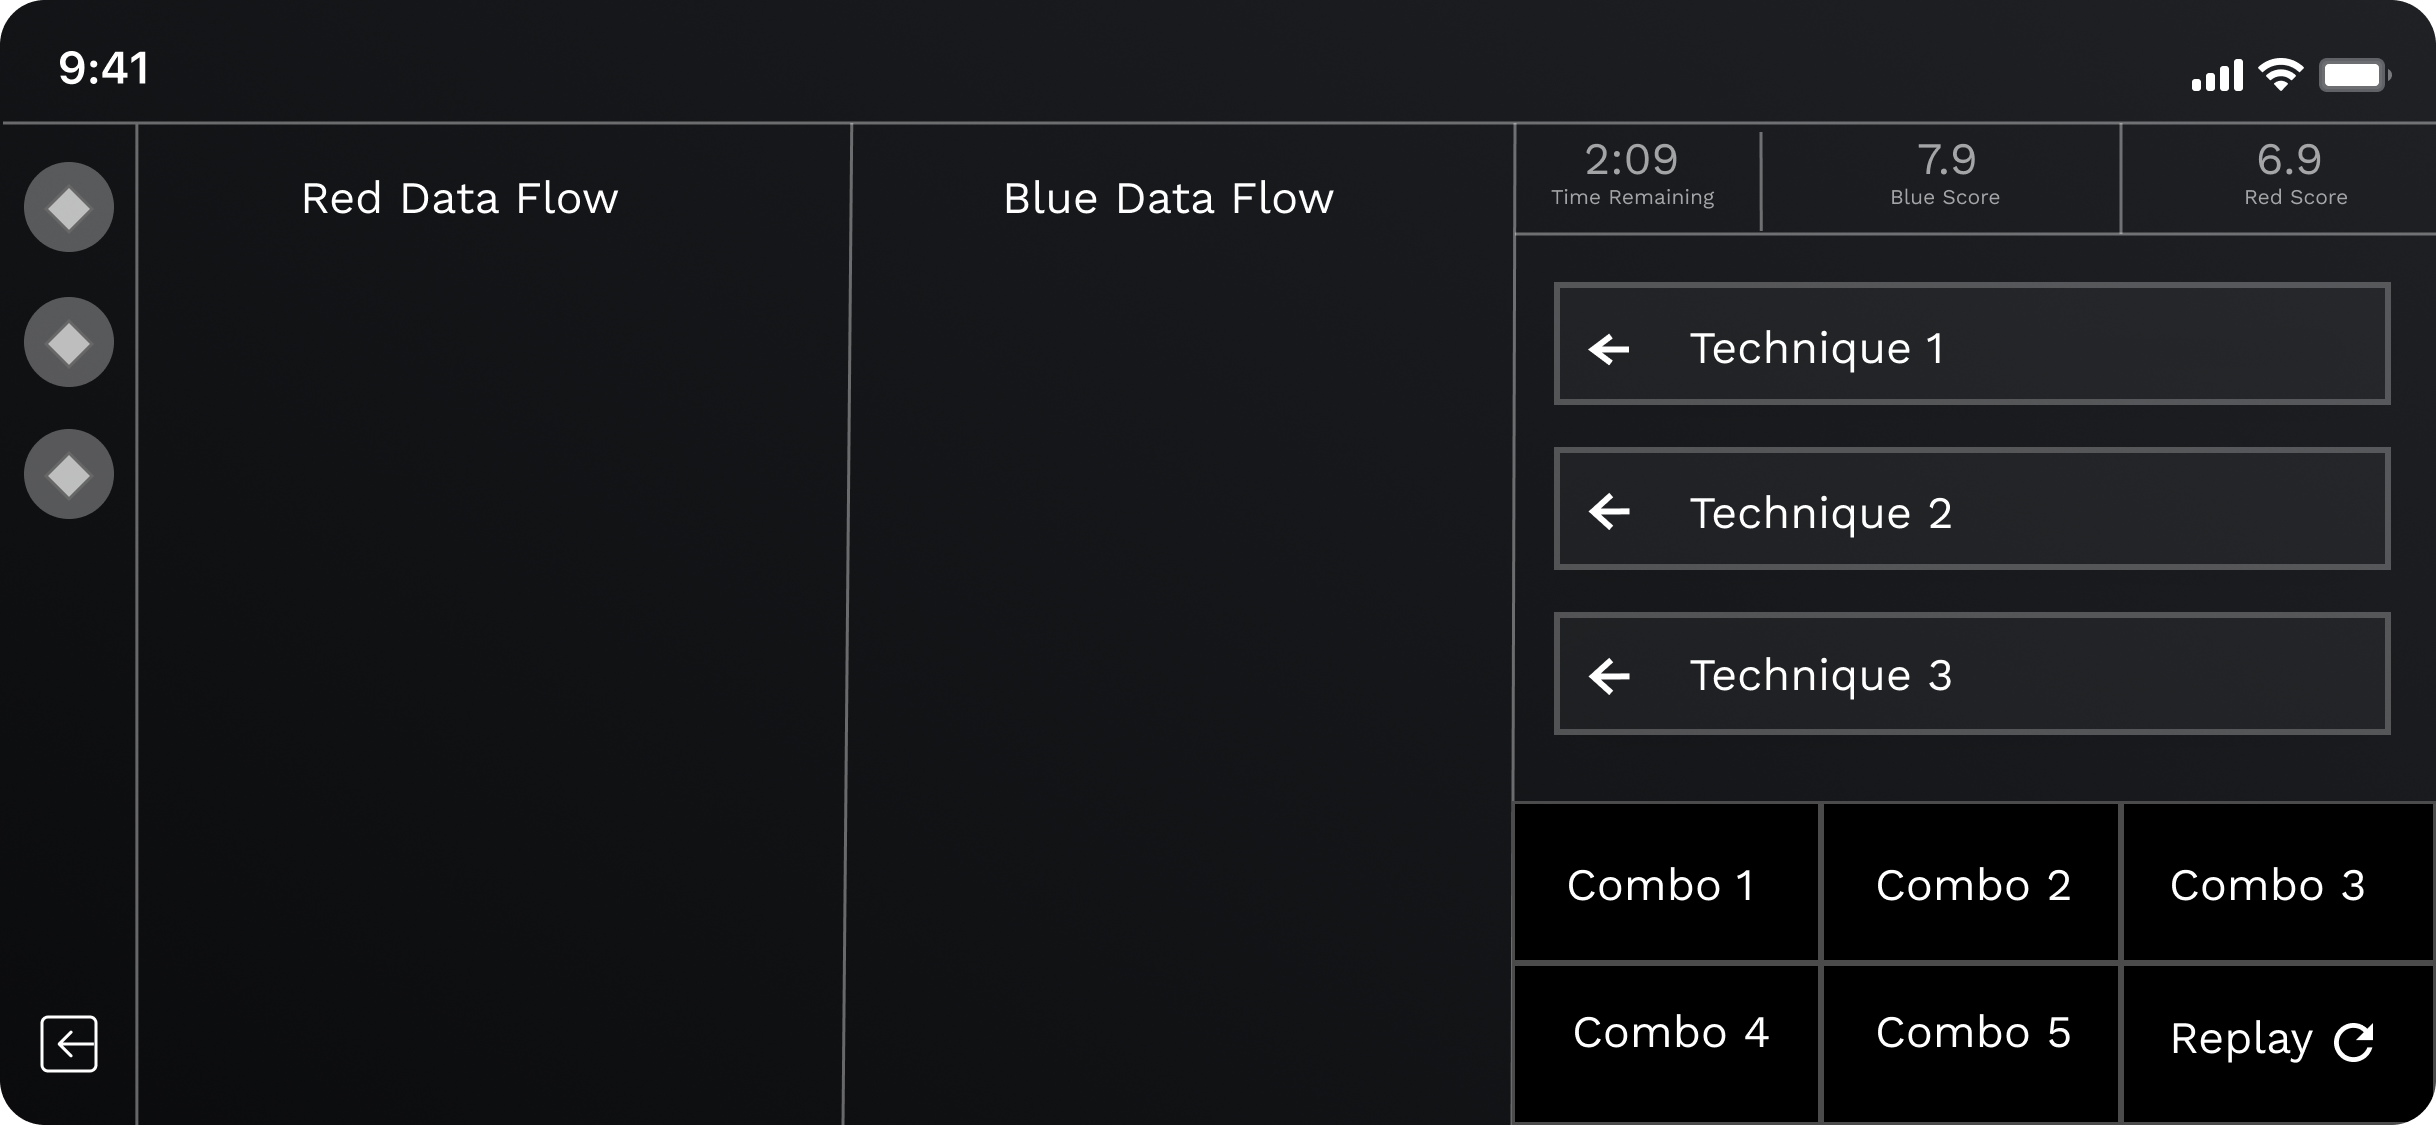 9:41
Red Data Flow
Blue Data Flow
2:09
Time Remaining
7.9
Blue Score
6.9
Red Score
Technique 1
Technique 2
Technique 3
Combo 1
Combo 2
Combo 3
Combo 4
Combo 5
Replay